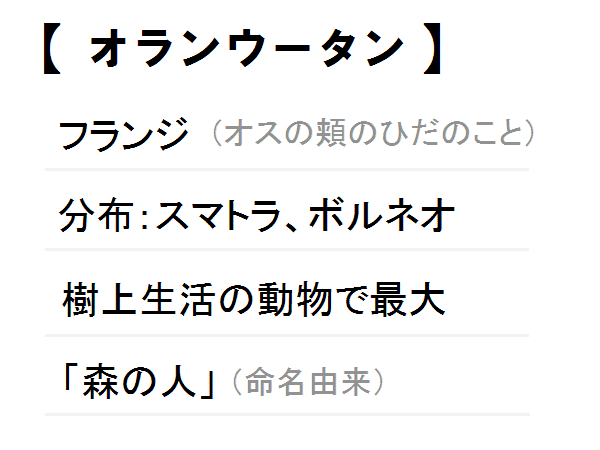 【 オランウータン 】
フランジ（オスの頬のひだのこと）
分布：スマトラ、ボルネオ
樹上生活の動物で最大
「森の人」（命名由来）